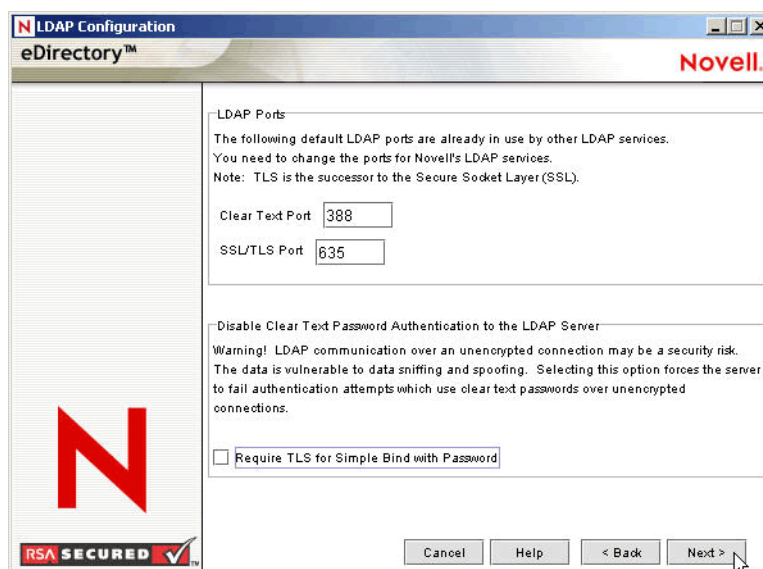 N LDAP Configuration
eDirectory™
Novell.
LDAP Ports
The following default LDAP ports are already in use by other LDAP services.
You need to change the ports for Novell's LDAP services.
Note: TLS is the successor to the Secure Socket Layer (SSL).
Clear Text Port 388
SSL/TLS Port 635
Disable Clear Text Password Authentication to the LDAP Server
Warning! LDAP communication over an unencrypted connection may be a security risk.
The data is vulnerable to data sniffing and spoofing. Selecting this option forces the server
to fail authentication attempts which use clear text passwords over unencrypted
connections.
Require TLS for Simple Bind with Password
N
RSA SECURED ™
Cancel Help < Back Next >